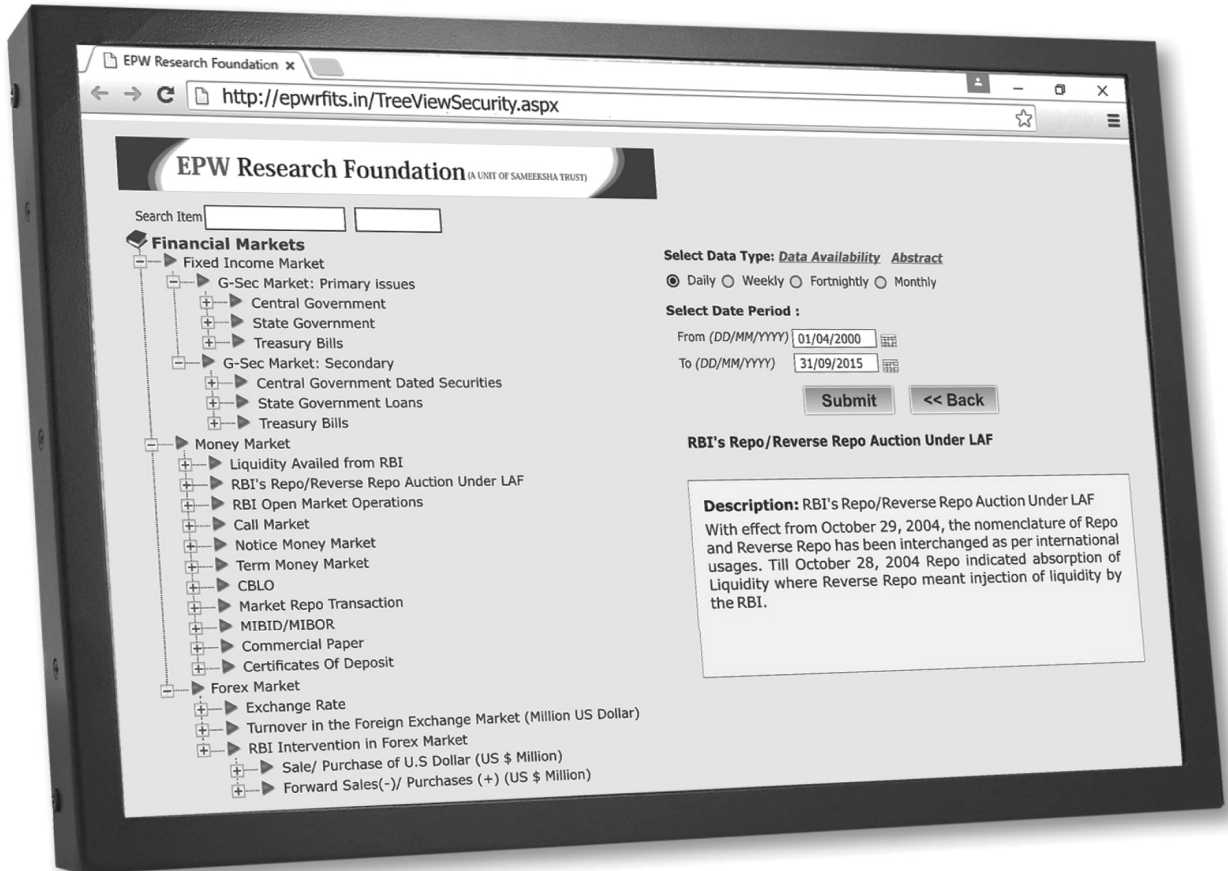 EPW Research Foundation ×
http://epwrfits.in/TreeViewSecurity.aspx
EPW Research Foundation (A UNIT OF SAMEEKSHA TRUST)
Search Item
Financial Markets
Fixed Income Market
G-Sec Market: Primary issues
Central Government
State Government
Treasury Bills
G-Sec Market: Secondary
Central Government Dated Securities
State Government Loans
Treasury Bills
Money Market
Liquidity Availed from RBI
RBI's Repo/Reverse Repo Auction Under LAF
RBI Open Market Operations
Call Market
Notice Money Market
Term Money Market
CBLO
Market Repo Transaction
MIBID/MIBOR
Commercial Paper
Certificates Of Deposit
Forex Market
Exchange Rate
Turnover in the Foreign Exchange Market (Million US Dollar)
RBI Intervention in Forex Market
Sale/ Purchase of U.S Dollar (US $ Million)
Forward Sales(-)/ Purchases (+) (US $ Million)
Select Data Type: Data Availability Abstract
Daily Weekly Fortnightly Monthly
Select Date Period :
From (DD/MM/YYYY) 01/04/2000
To (DD/MM/YYYY) 31/09/2015
Submit << Back
RBI's Repo/Reverse Repo Auction Under LAF
Description: RBI's Repo/Reverse Repo Auction Under LAF
With effect from October 29, 2004, the nomenclature of Repo
and Reverse Repo has been interchanged as per international
usages. Till October 28, 2004 Repo indicated absorption of
Liquidity where Reverse Repo meant injection of liquidity by
the RBI.